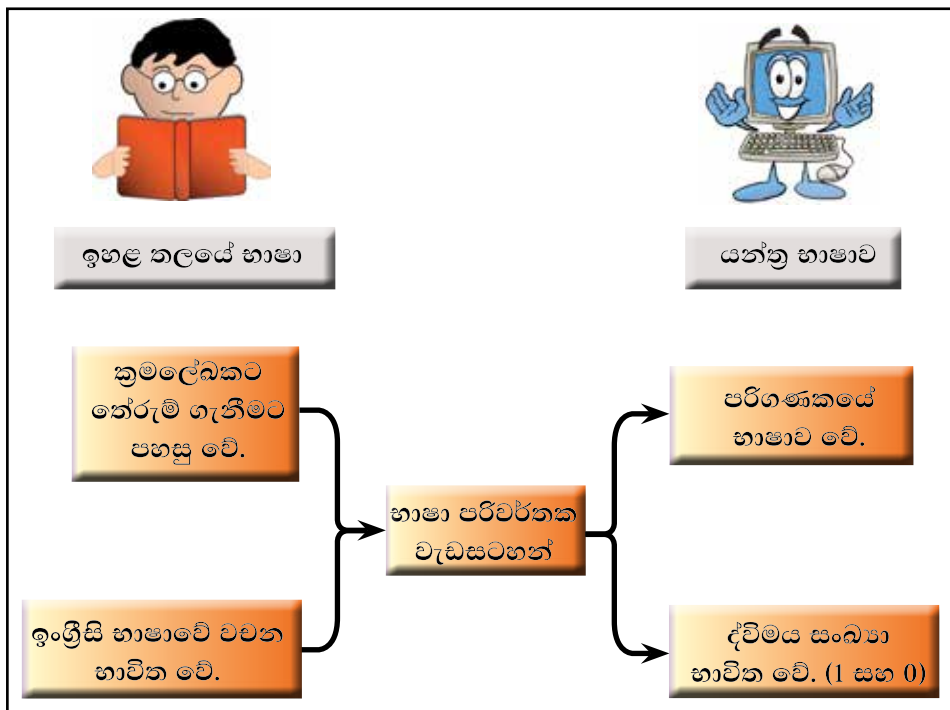 ඉහළ තලයේ භාෂා
යන්ත්‍ර භාෂාව
ක්‍රමලේඛකට
තේරුම් ගැනීමට
පහසු වේ.
පරිගණකයේ
භාෂාව වේ.
භාෂා පරිවර්තක
වැඩසටහන්
ඉංග්‍රීසි භාෂාවේ වචන
භාවිත වේ.
ද්විමය සංඛ්‍යා
භාවිත වේ. (1 සහ 0)